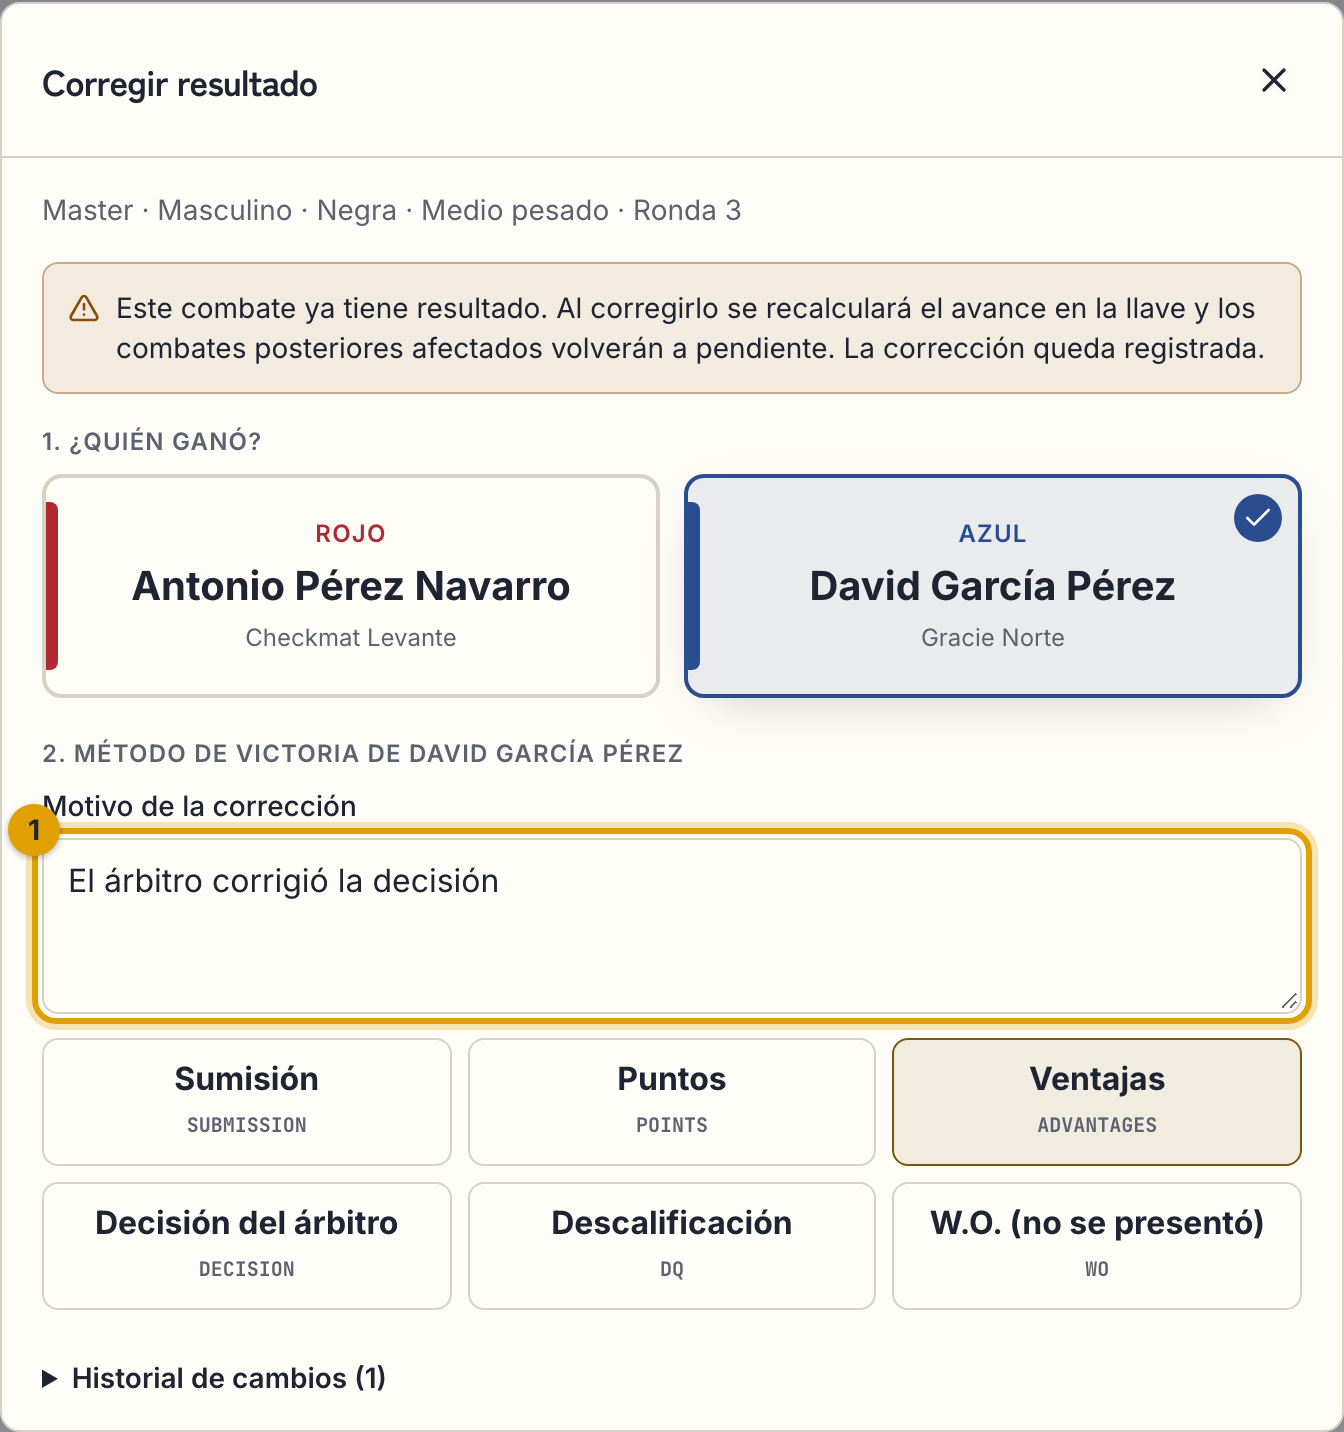 Corregir resultado
Master · Masculino · Negra · Medio pesado · Ronda 3
Este combate ya tiene resultado. Al corregirlo se recalculará el avance en la llave y los
combates posteriores afectados volverán a pendiente. La corrección queda registrada.
1. ¿QUIÉN GANÓ?
ROJO
Antonio Pérez Navarro
Checkmat Levante
AZUL
David García Pérez
Gracie Norte
2. MÉTODO DE VICTORIA DE DAVID GARCÍA PÉREZ
Motivo de la corrección
1
El árbitro corrigió la decisión
Sumisión
SUBMISSION
Puntos
POINTS
Ventajas
ADVANTAGES
Decisión del árbitro
DECISION
Descalificación
DQ
W.O. (no se presentó)
WO
Historial de cambios (1)